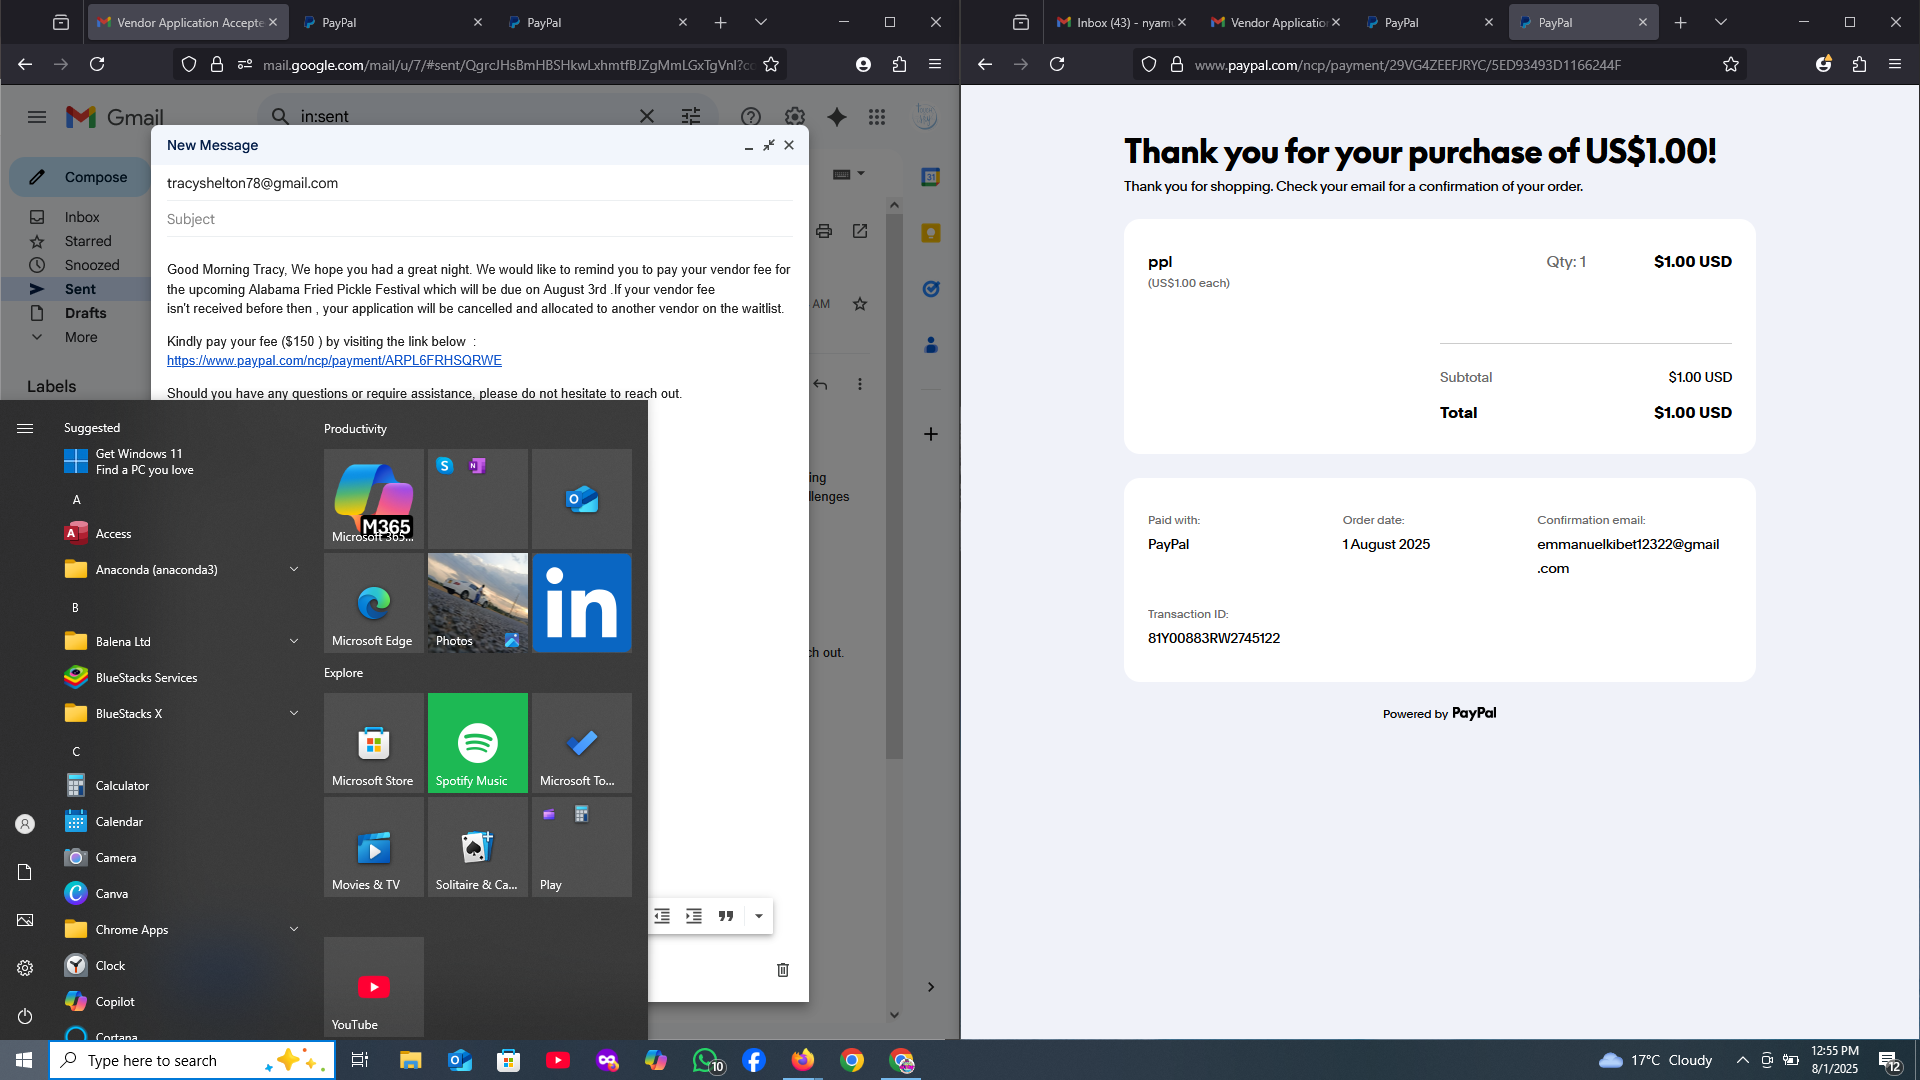 Vendor Application Accepte
PayPal
PayPal
mail.google.com/mail/u/7/#sent/QgrcJHsBmHBSHkwLxhmtfBJZgMmLGxTgVnl?cc
Gmail
in:sent
Compose
Inbox
Starred
Snoozed
Sent
Drafts
More
Labels
31
AM
New Message
tracyshelton78@gmail.com
Subject
Good Morning Tracy, We hope you had a great night. We would like to remind you to pay your vendor fee for
the upcoming Alabama Fried Pickle Festival which will be due on August 3rd .If your vendor fee
isn't received before then , your application will be cancelled and allocated to another vendor on the waitlist.
Kindly pay your fee ($150 ) by visiting the link below  :
https://www.paypal.com/ncp/payment/ARPL6FRHSQRWE
Should you have any questions or require assistance, please do not hesitate to reach out.
ing
llenges
ch out.
Suggested
Get Windows 11
Find a PC you love
A
Access
Anaconda (anaconda3)
B
Balena Ltd
BlueStacks Services
BlueStacks X
C
Calculator
Calendar
Camera
Canva
Chrome Apps
Clock
Copilot
Cortana
Productivity
M365
Microsoft 365...
Microsoft Edge
Photos
in
Explore
Microsoft Store
Spotify Music
Microsoft To...
Movies & TV
Solitaire & Ca...
Play
YouTube
Inbox (43) - nyamu
Vendor Application
PayPal
PayPal
www.paypal.com/ncp/payment/29VG4ZEEFJRYC/5ED93493D1166244F
Thank you for your purchase of US$1.00!
Thank you for shopping. Check your email for a confirmation of your order.
ppl
Qty: 1
$1.00 USD
(US$1.00 each)
Subtotal
$1.00 USD
Total
$1.00 USD
Paid with:
PayPal
Order date:
1 August 2025
Confirmation email:
emmanuelkibet12322@gmail
.com
Transaction ID:
81Y00883RW2745122
Powered by PayPal
Type here to search
10
17°C Cloudy
12:55 PM
8/1/2025
12